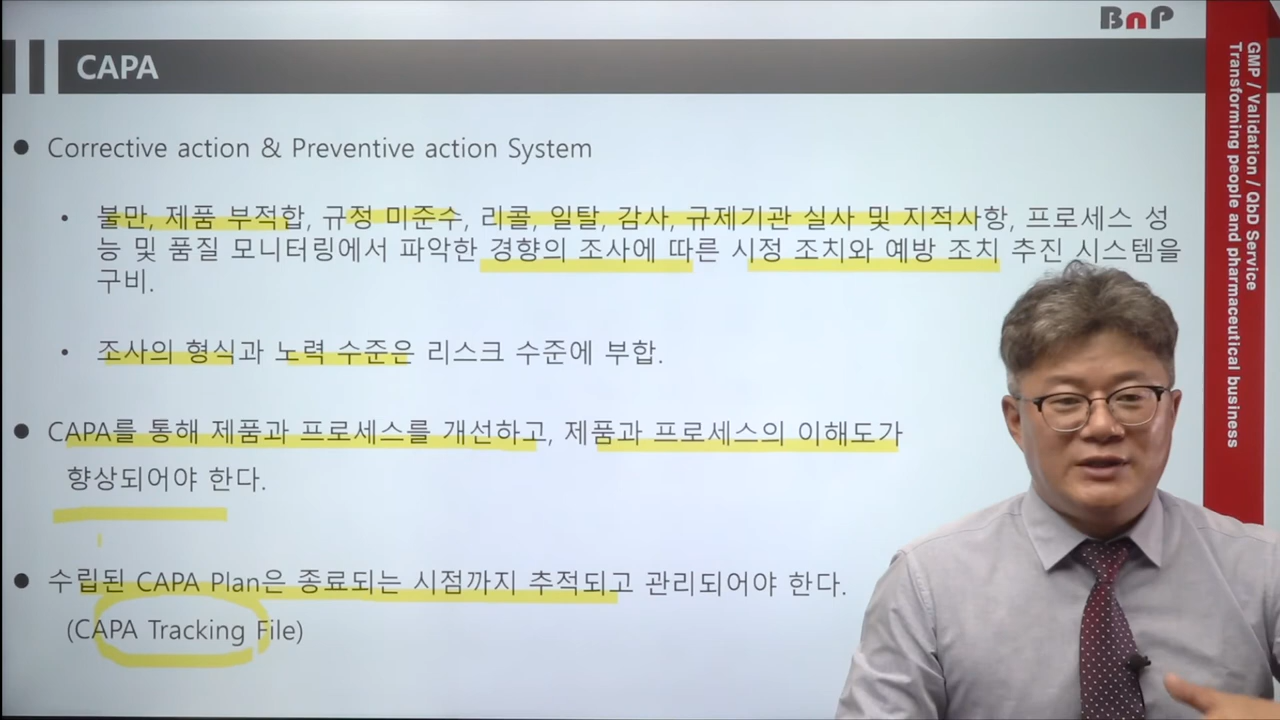 BnP
CAPA
GMP / Validation / QbD Service
Transforming people and pharmaceutical business
● Corrective action & Preventive action System
• 불만, 제품 부적합, 규정 미준수, 리콜, 일탈, 감사, 규제기관 실사 및 지적사항, 프로세스 성
능 및 품질 모니터링에서 파악한 경향의 조사에 따른 시정 조치와 예방 조치 추진 시스템을
구비.
• 조사의 형식과 노력 수준은 리스크 수준에 부합.
● CAPA를 통해 제품과 프로세스를 개선하고, 제품과 프로세스의 이해도가
향상되어야 한다.
● 수립된 CAPA Plan은 종료되는 시점까지 추적되고 관리되어야 한다.
(CAPA Tracking File)